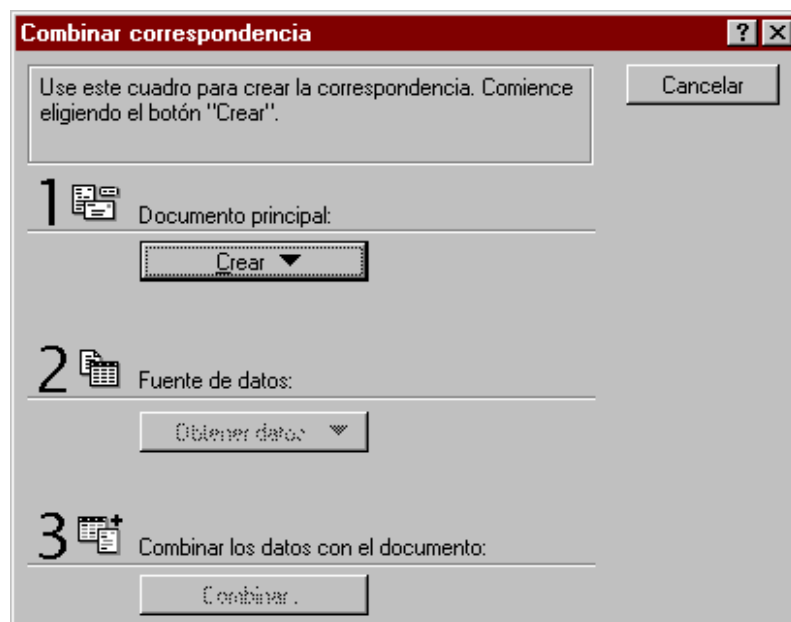 Combinar correspondencia
Cancelar
Use este cuadro para crear la correspondencia. Comience
eligiendo el botón "Crear".
1 Documento principal:
Crear
2 Fuente de datos:
Obtener datos
3 Combinar los datos con el documento:
Combinar.